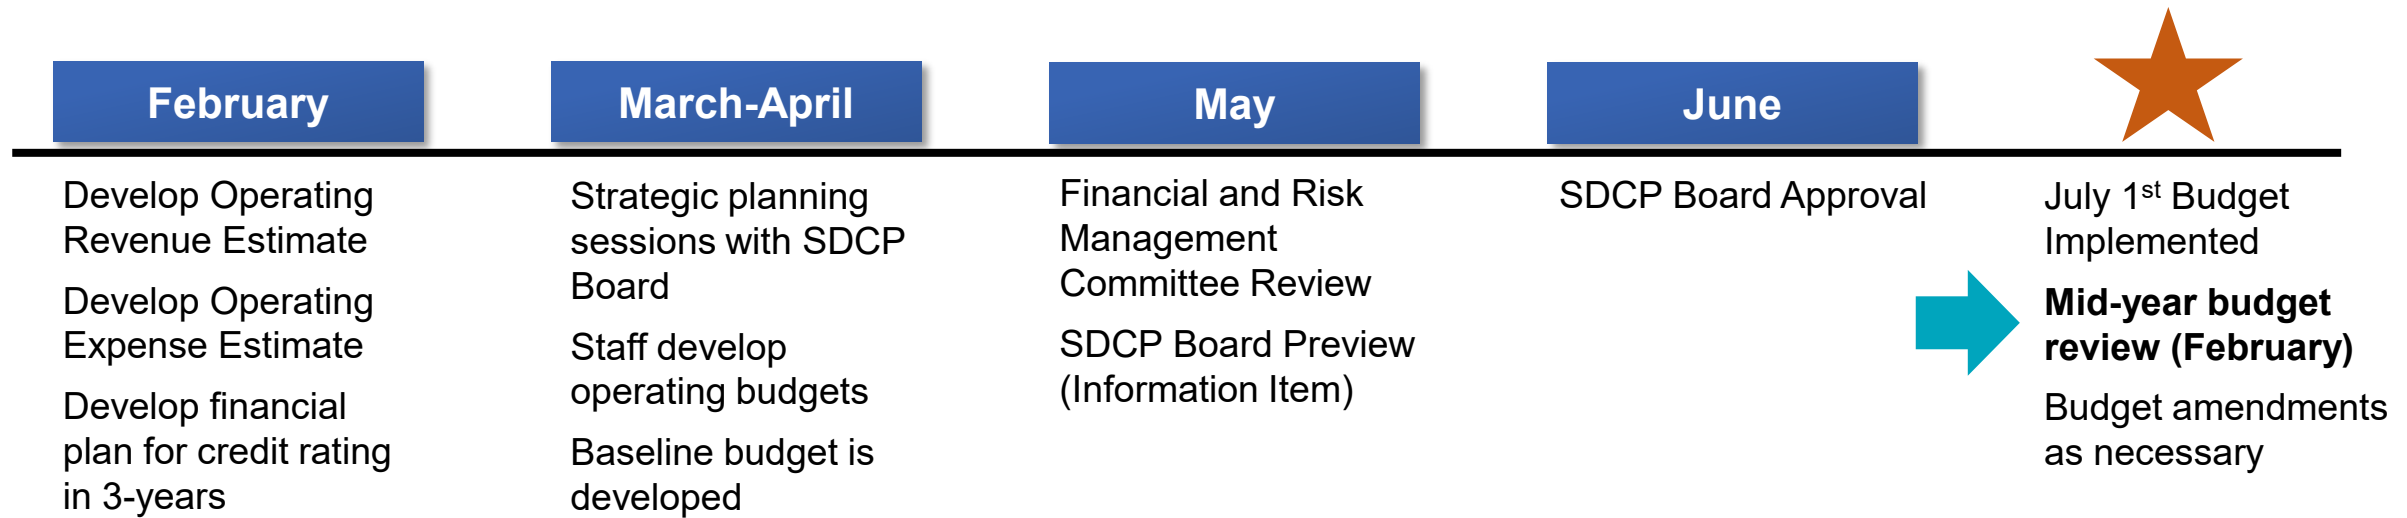 February
Develop Operating
Revenue Estimate
Develop Operating
Expense Estimate
Develop financial
plan for credit rating
in 3-years
March-April
Strategic planning
sessions with SDCP
Board
Staff develop
operating budgets
Baseline budget is
developed
May
Financial and Risk
Management
Committee Review
SDCP Board Preview
(Information Item)
June
SDCP Board Approval
July 1st Budget
Implemented
Mid-year budget
review (February)
Budget amendments
as necessary